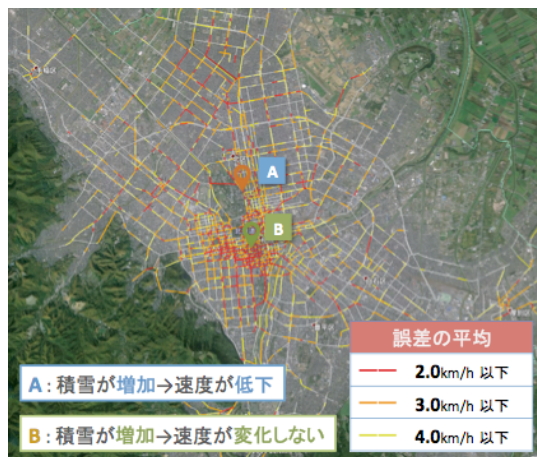 A
B
誤差の平均
2.0km/h 以下
3.0km/h 以下
4.0km/h 以下
A : 積雪が増加→速度が低下
B : 積雪が増加→速度が変化しない